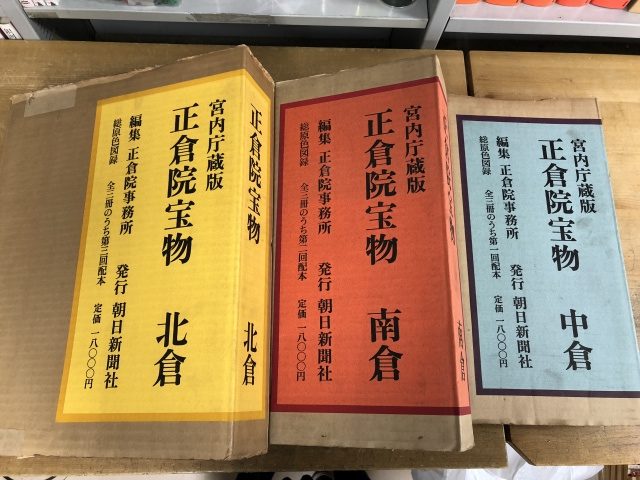 宮内庁蔵版
正倉院宝物 北倉
編集 正倉院事務所 発行 朝日新聞社
総原色図録 全三冊のうち第三回配本 定価 一八〇〇〇円
正倉院宝物 北倉
宮内庁蔵版
正倉院宝物 南倉
編集 正倉院事務所 発行 朝日新聞社
総原色図録 全三冊のうち第二回配本 定価 一八〇〇〇円
宝物 南倉
宮内庁蔵版
正倉院宝物 中倉
編集 正倉院事務所 発行 朝日新聞社
総原色図録 全三冊のうち第一回配本 定価 一八〇〇〇円